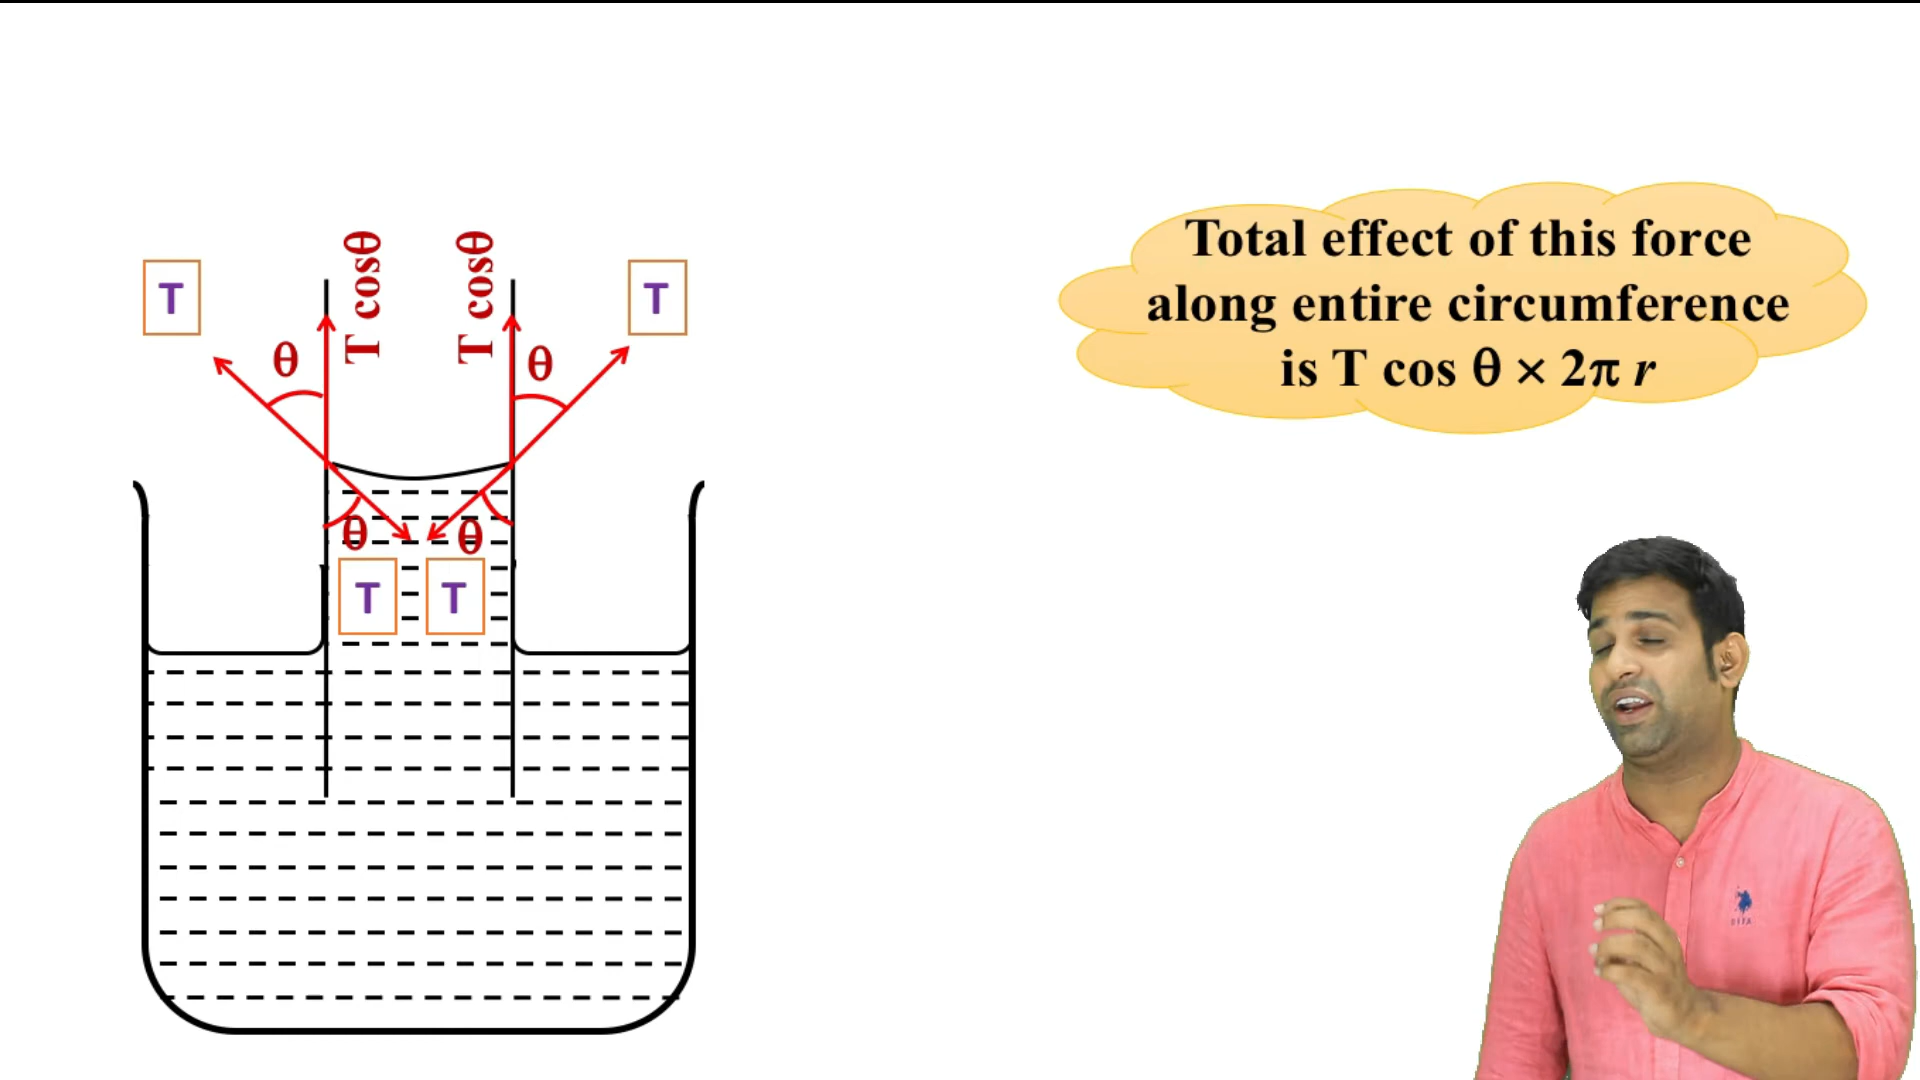 T
T cosθ
T cosθ
T
θ
θ
θ
θ
T
T
Total effect of this force
along entire circumference
is T cos θ × 2π r